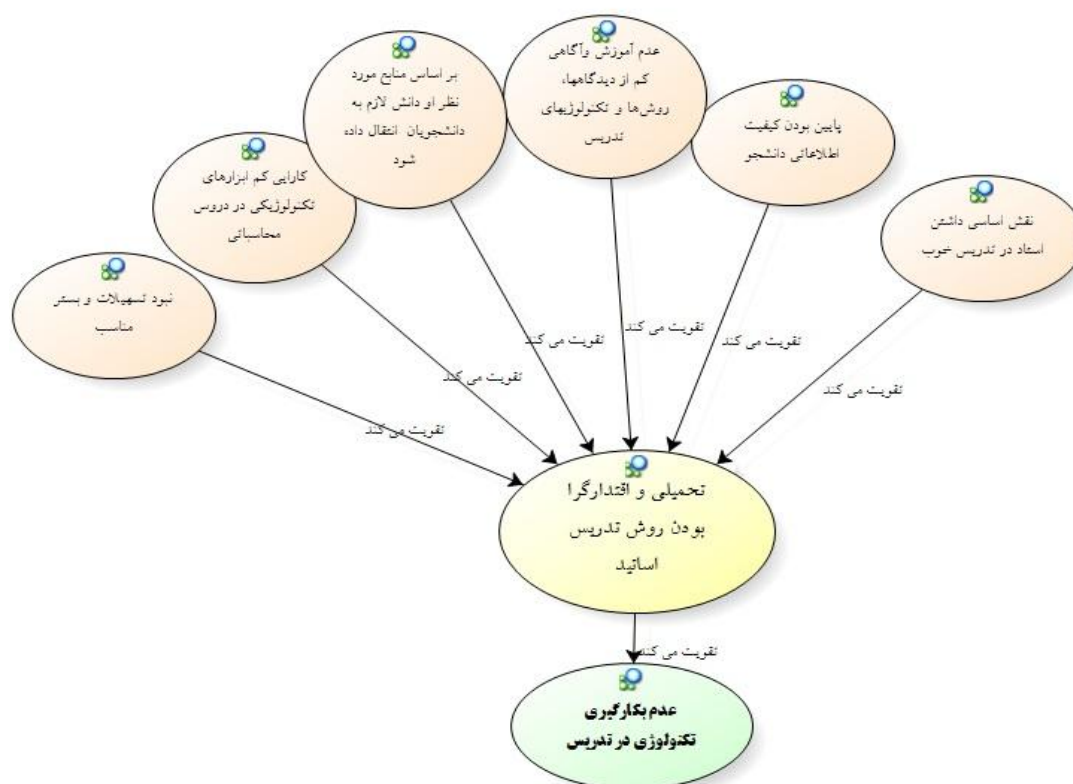 عدم آموزش وآگاهی
کم از دیدگاهها،
روش‌ها و تکنولوژیهای
تدریس
بر اساس منابع مورد
نظر او دانش لازم به
دانشجویان انتقال داده
شود
پایین بودن کیفیت
اطلاعاتی دانشجو
کارایی کم ابزارهای
تکنولوژیکی در دروس
محاسباتی
نقش اساسی داشتن
استاد در تدریس خوب
نبود تسهیلات و بستر
مناسب
تقویت می کند
تقویت می کند
تقویت می کند
تقویت می کند
تقویت می کند
تقویت می کند
تحمیلی و اقتدارگرا
بودن روش تدریس
اساتید
تقویت می کند
عدم بکارگیری
تکنولوژی در تدریس